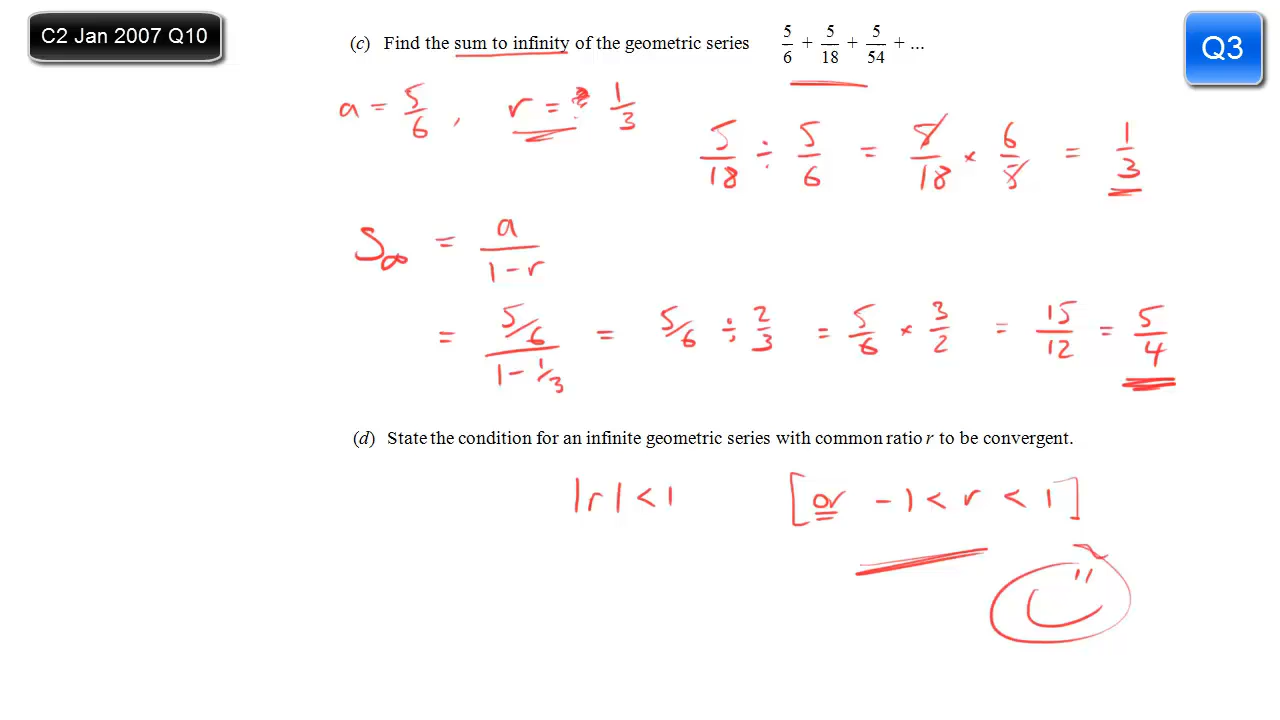 C2 Jan 2007 Q10
Q3
(c) Find the sum to infinity of the geometric series 5/6 + 5/18 + 5/54 + ...
a = 5/6 , r = 1/3
5/18 ÷ 5/6 = 5/18 × 6/5 = 1/3
S∞ = a/(1-r)
= (5/6)/(1 - 1/3) = 5/6 ÷ 2/3 = 5/6 × 3/2 = 15/12 = 5/4
(d) State the condition for an infinite geometric series with common ratio r to be convergent.
|r| < 1 [or -1 < r < 1]